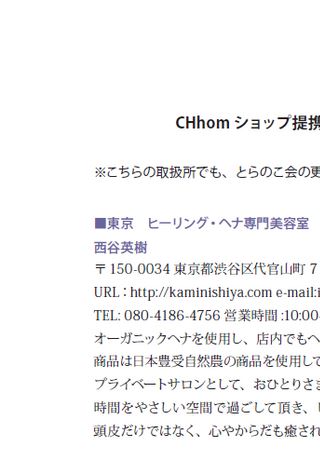 CHhom ショップ提携
※こちらの取扱所でも、とらのこ会の更
■東京　ヒーリング・ヘナ専門美容室
西谷英樹
〒150-0034 東京都渋谷区代官山町 7
URL：http://kaminishiya.com e-mail:i
TEL: 080-4186-4756 営業時間 :10:00-
オーガニックヘナを使用し、店内でもヘ
商品は日本豊受自然農の商品を使用して
プライベートサロンとして、おひとりさま
時間をやさしい空間で過ごして頂き、し
頭皮だけではなく、心やからだも癒され